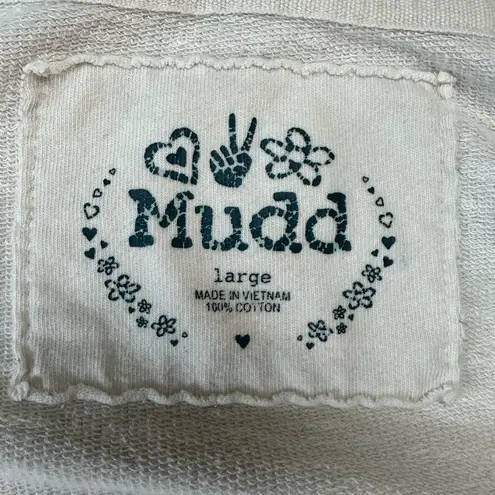 Mudd
large
MADE IN VIETNAM
100% COTTON